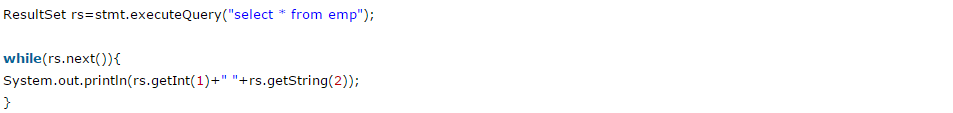 ResultSet rs=stmt.executeQuery("select * from emp");
while(rs.next()){
System.out.println(rs.getInt(1)+" "+rs.getString(2));
}